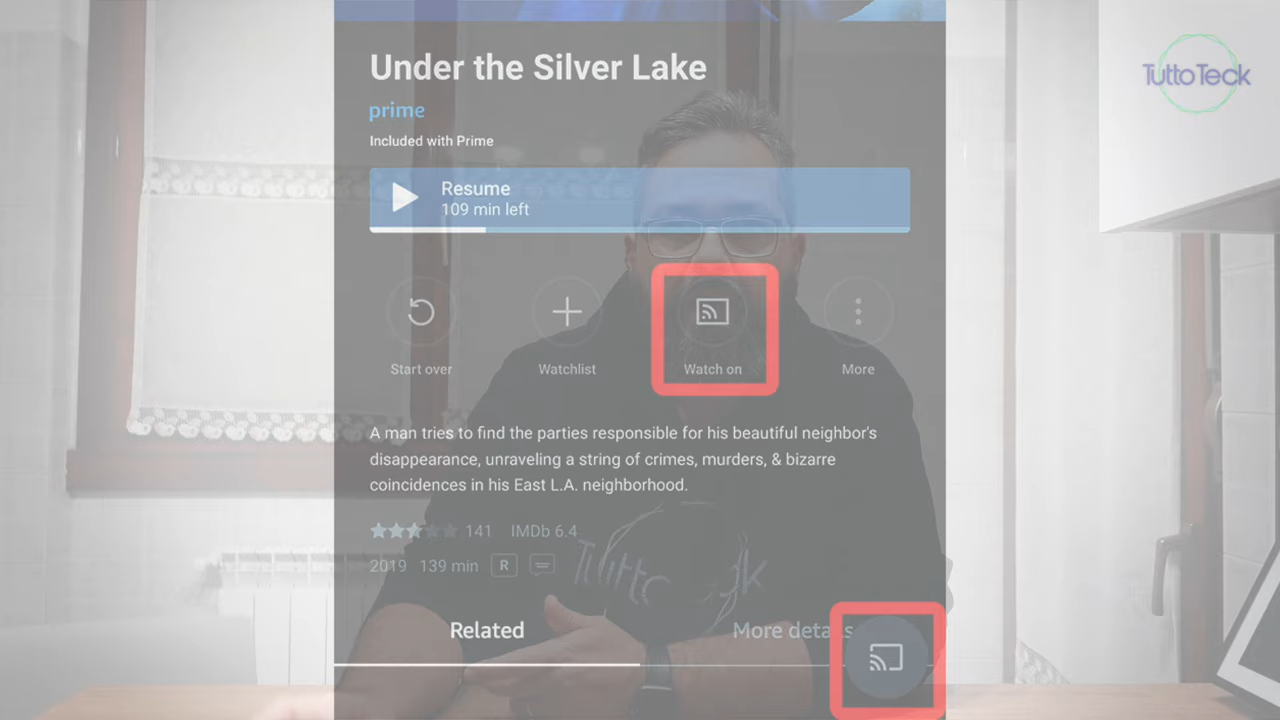 Under the Silver Lake
TuttoTeck
prime
Included with Prime
Resume
109 min left
Start over
Watchlist
Watch on
More
A man tries to find the parties responsible for his beautiful neighbor's
disappearance, unraveling a string of crimes, murders, & bizarre
coincidences in his East L.A. neighborhood.
141 IMDb 6.4
2019 139 min R
Related
More details